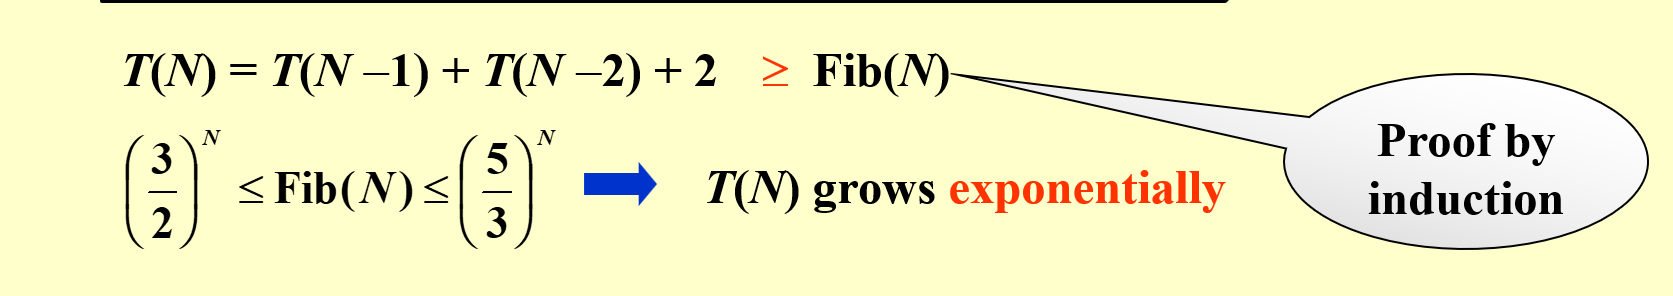 T(N) = T(N –1) + T(N –2) + 2 ≥ Fib(N)
(3/2)^N ≤ Fib(N) ≤ (5/3)^N T(N) grows exponentially
Proof by
induction